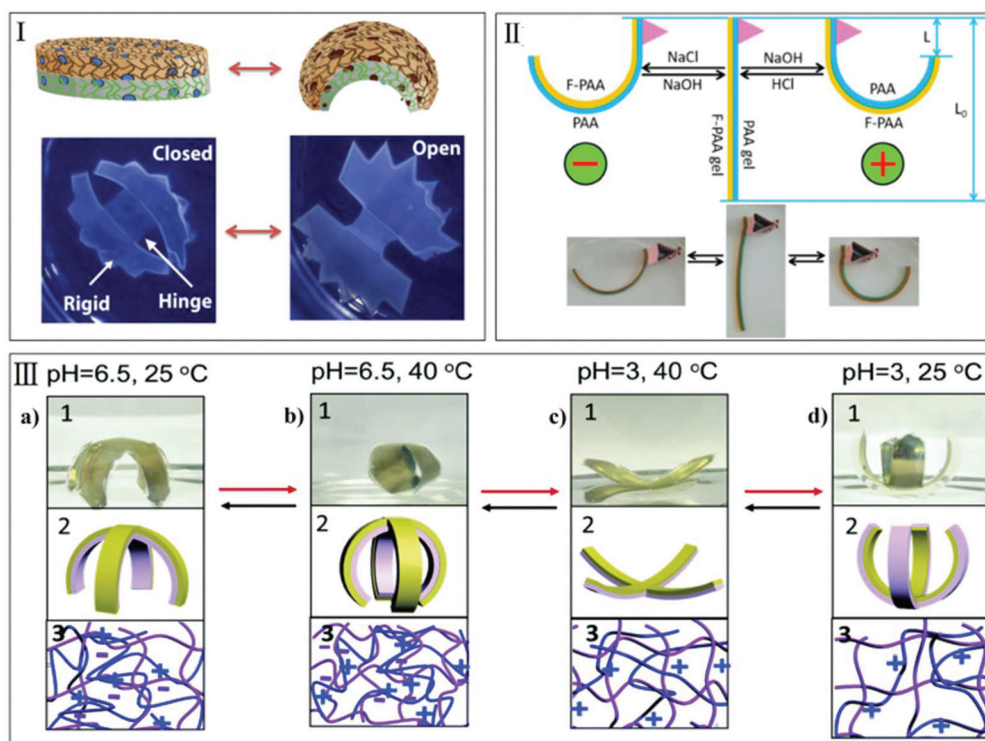 I
Closed
Open
Rigid
Hinge
II
NaCl
NaOH
NaOH
HCl
F-PAA
PAA
F-PAA gel
PAA gel
PAA
F-PAA
L
L₀
−
+
III
pH=6.5, 25 °C
pH=6.5, 40 °C
pH=3, 40 °C
pH=3, 25 °C
a)
1
b)
1
c)
1
d)
1
2
2
2
2
3
3
3
3